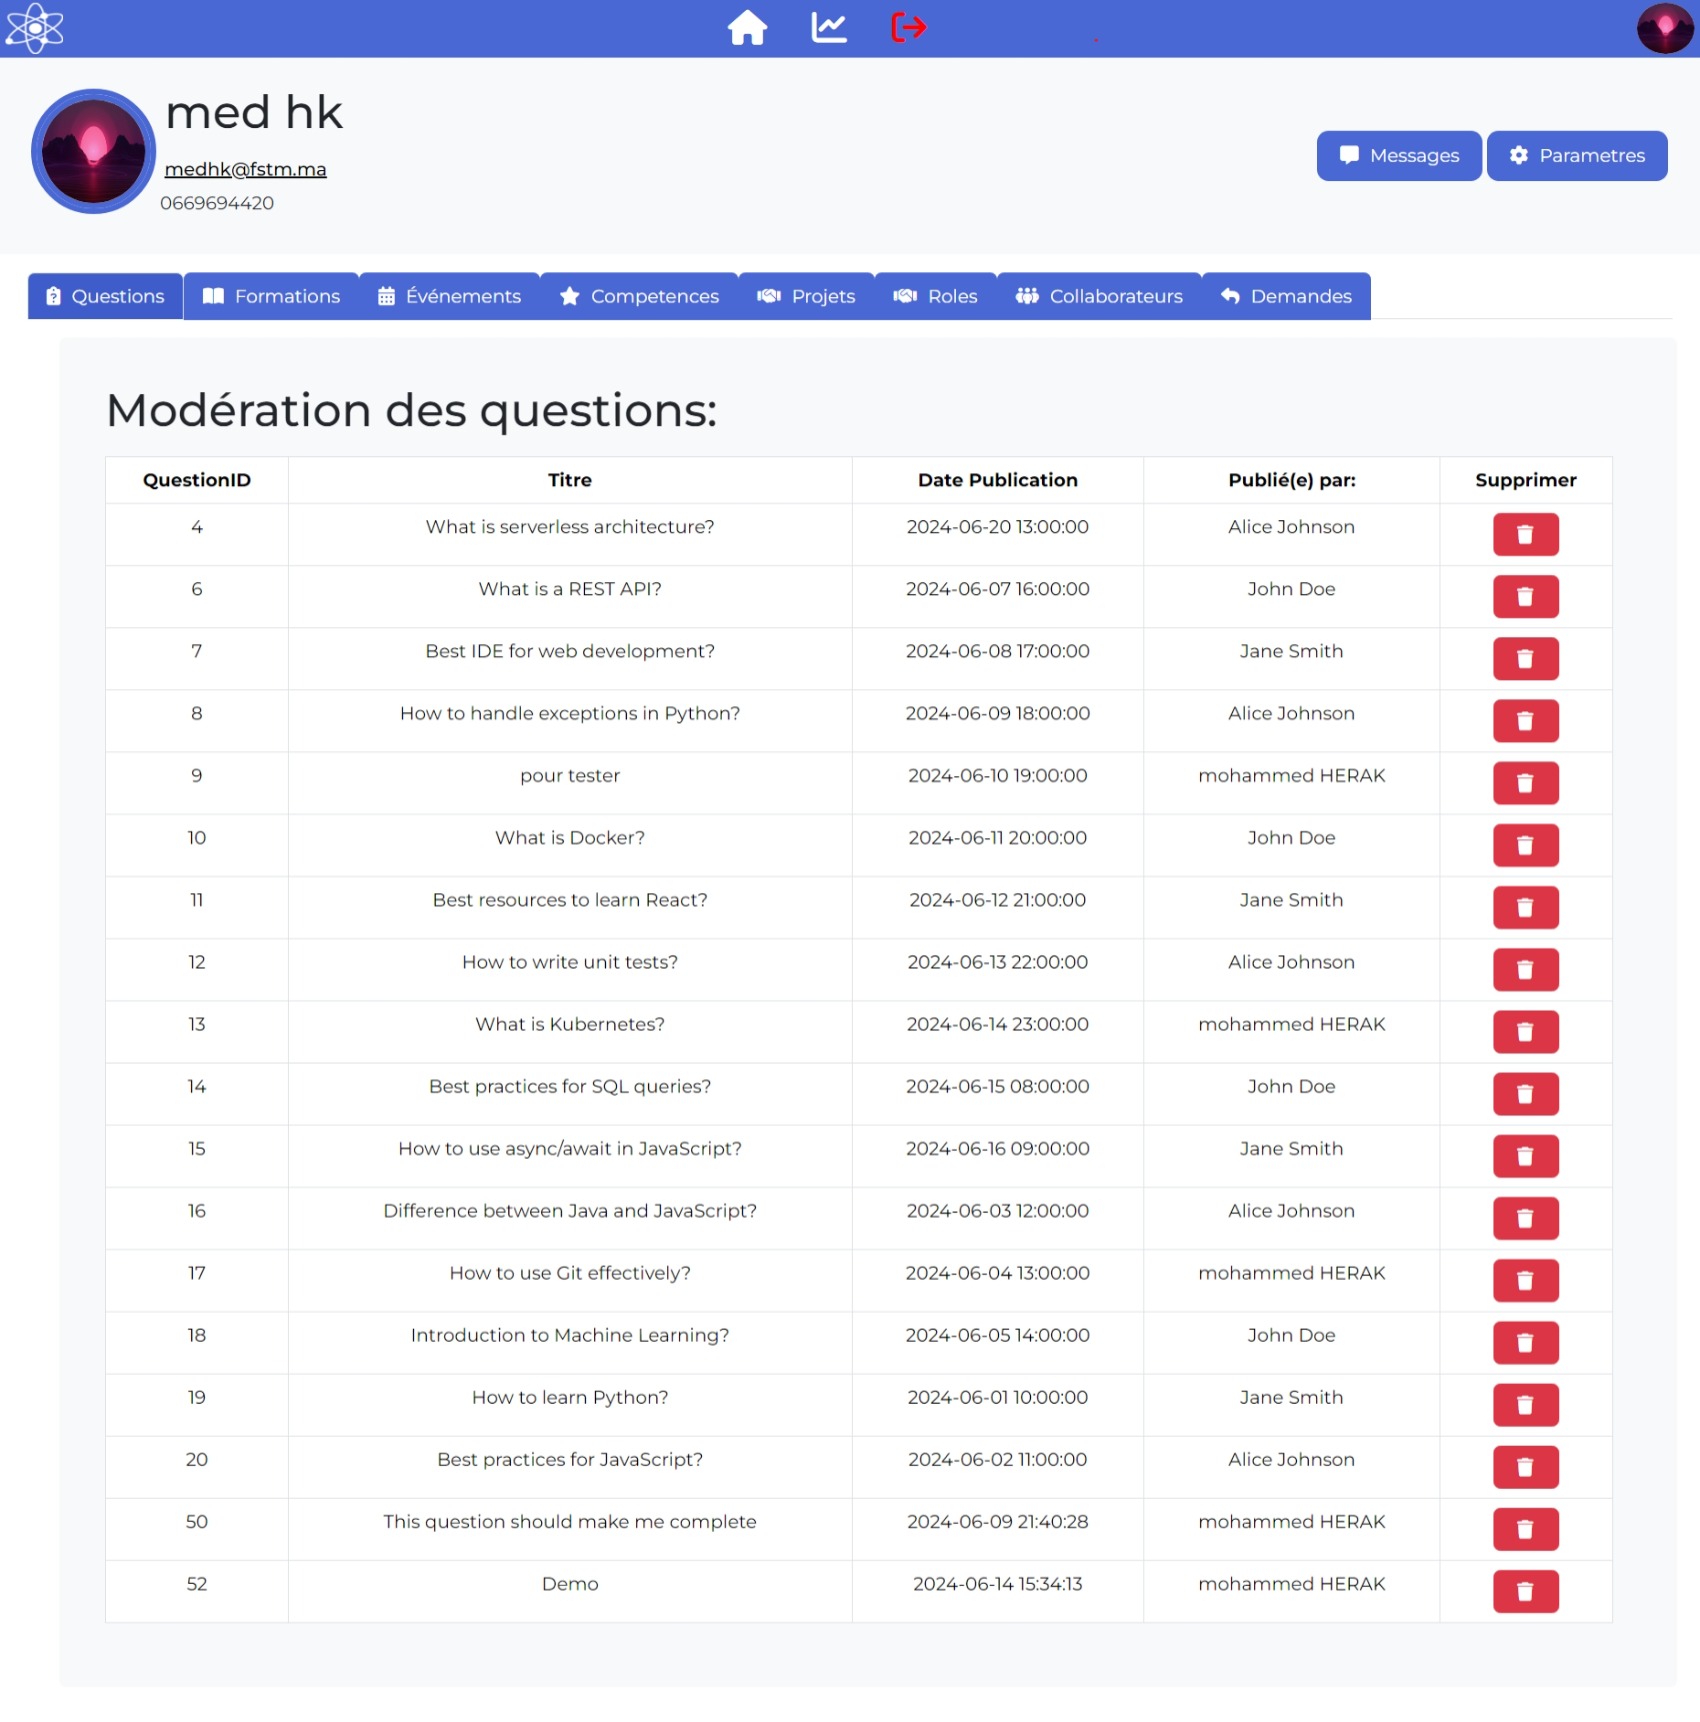 med hk
medhk@fstm.ma
0669694420
Messages Parametres
Questions Formations Événements Competences Projets Roles Collaborateurs Demandes
Modération des questions:
QuestionID Titre Date Publication Publié(e) par: Supprimer
4 What is serverless architecture? 2024-06-20 13:00:00 Alice Johnson
6 What is a REST API? 2024-06-07 16:00:00 John Doe
7 Best IDE for web development? 2024-06-08 17:00:00 Jane Smith
8 How to handle exceptions in Python? 2024-06-09 18:00:00 Alice Johnson
9 pour tester 2024-06-10 19:00:00 mohammed HERAK
10 What is Docker? 2024-06-11 20:00:00 John Doe
11 Best resources to learn React? 2024-06-12 21:00:00 Jane Smith
12 How to write unit tests? 2024-06-13 22:00:00 Alice Johnson
13 What is Kubernetes? 2024-06-14 23:00:00 mohammed HERAK
14 Best practices for SQL queries? 2024-06-15 08:00:00 John Doe
15 How to use async/await in JavaScript? 2024-06-16 09:00:00 Jane Smith
16 Difference between Java and JavaScript? 2024-06-03 12:00:00 Alice Johnson
17 How to use Git effectively? 2024-06-04 13:00:00 mohammed HERAK
18 Introduction to Machine Learning? 2024-06-05 14:00:00 John Doe
19 How to learn Python? 2024-06-01 10:00:00 Jane Smith
20 Best practices for JavaScript? 2024-06-02 11:00:00 Alice Johnson
50 This question should make me complete 2024-06-09 21:40:28 mohammed HERAK
52 Demo 2024-06-14 15:34:13 mohammed HERAK